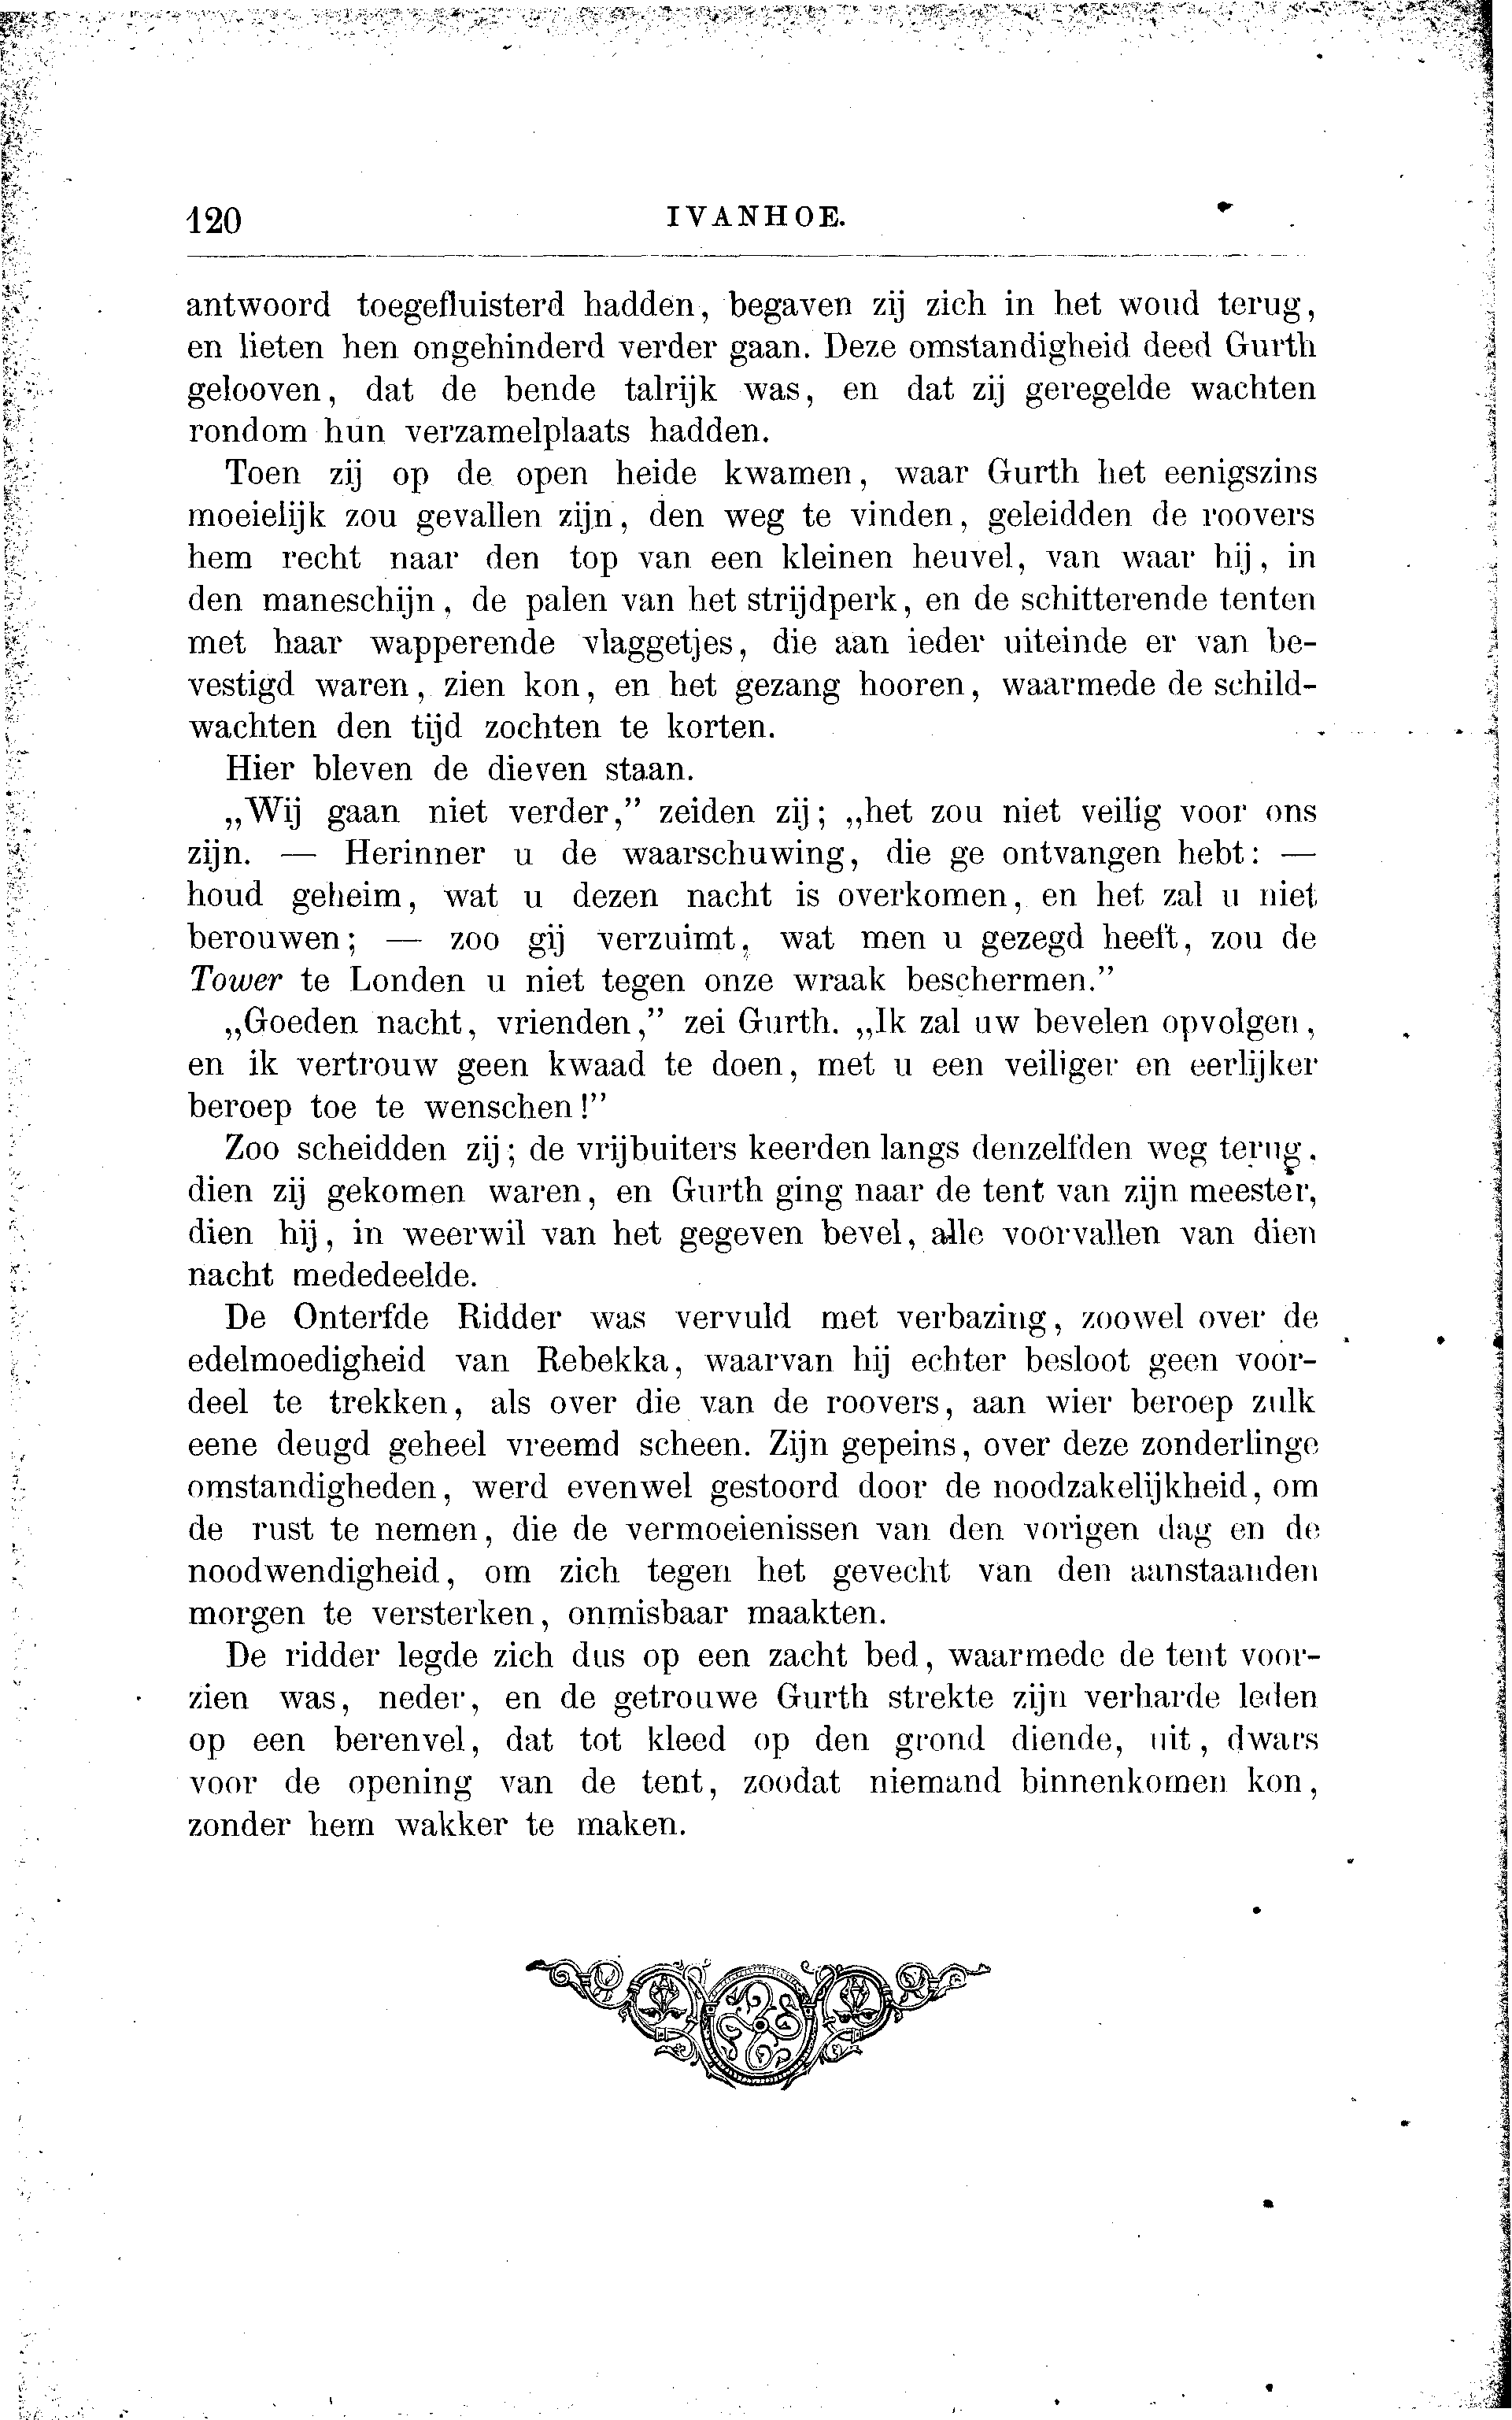 120
IVANHOE.
antwoord toegefluisterd hadden, begaven zij zich in het woud terug,
en lieten hen ongehinderd verder gaan. Deze omstandigheid deed Gurth
gelooven, dat de bende talrijk was, en dat zij geregelde wachten
rondom hun verzamelplaats hadden.
Toen zij op de open heide kwamen, waar Gurth het eenigszins
moeielijk zou gevallen zijn, den weg te vinden, geleidden de roovers
hem recht naar den top van een kleinen heuvel, van waar hij, in
den maneschijn, de palen van het strijdperk, en de schitterende tenten
met haar wapperende vlaggetjes, die aan ieder uiteinde er van be-
vestigd waren, zien kon, en het gezang hooren, waarmede de schild-
wachten den tijd zochten te korten.
Hier bleven de dieven staan.
„Wij gaan niet verder,” zeiden zij; „het zou niet veilig voor ons
zijn. — Herinner u de waarschuwing, die ge ontvangen hebt: —
houd geheim, wat u dezen nacht is overkomen, en het zal u niet
berouwen; — zoo gij verzuimt, wat men u gezegd heeft, zou de
Tower te Londen u niet tegen onze wraak beschermen.”
„Goeden nacht, vrienden,” zei Gurth. „Ik zal uw bevelen opvolgen,
en ik vertrouw geen kwaad te doen, met u een veiliger en eerlijker
beroep toe te wenschen!”
Zoo scheidden zij; de vrijbuiters keerden langs denzelfden weg terug,
dien zij gekomen waren, en Gurth ging naar de tent van zijn meester,
dien hij, in weerwil van het gegeven bevel, alle voorvallen van dien
nacht mededeelde.
De Onterfde Ridder was vervuld met verbazing, zoowel over de
edelmoedigheid van Rebekka, waarvan hij echter besloot geen voor-
deel te trekken, als over die van de roovers, aan wier beroep zulk
eene deugd geheel vreemd scheen. Zijn gepeins, over deze zonderlinge
omstandigheden, werd evenwel gestoord door de noodzakelijkheid, om
de rust te nemen, die de vermoeienissen van den vorigen dag en de
noodwendigheid, om zich tegen het gevecht van den aanstaanden
morgen te versterken, onmisbaar maakten.
De ridder legde zich dus op een zacht bed, waarmede de tent voor-
zien was, neder, en de getrouwe Gurth strekte zijn verharde leden
op een berenvel, dat tot kleed op den grond diende, uit, dwars
voor de opening van de tent, zoodat niemand binnenkomen kon,
zonder hem wakker te maken.